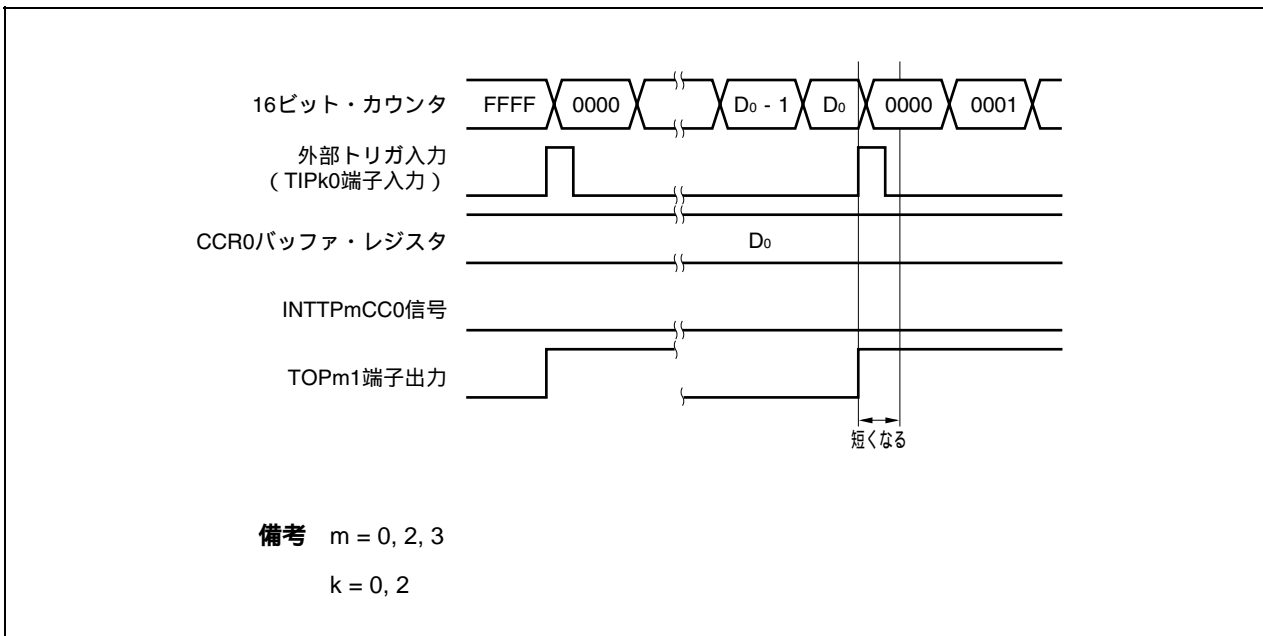 16ビット・カウンタ FFFF 0000 D0 - 1 D0 0000 0001
外部トリガ入力
（TIPk0端子入力）
CCR0バッファ・レジスタ D0
INTTPmCC0信号
TOPm1端子出力
短くなる
備考 m = 0, 2, 3
k = 0, 2